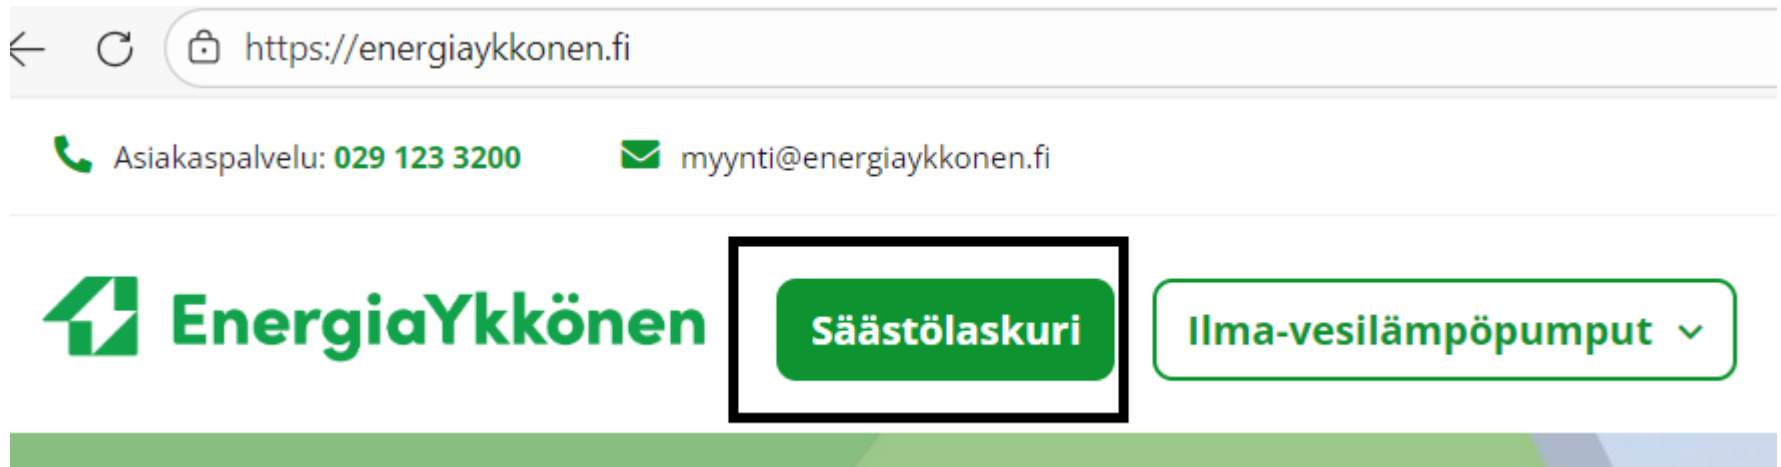 https://energiaykkonen.fi
Asiakaspalvelu: 029 123 3200 myynti@energiaykkonen.fi
EnergiaYkkönen Säästölaskuri Ilma-vesilämpöpumput